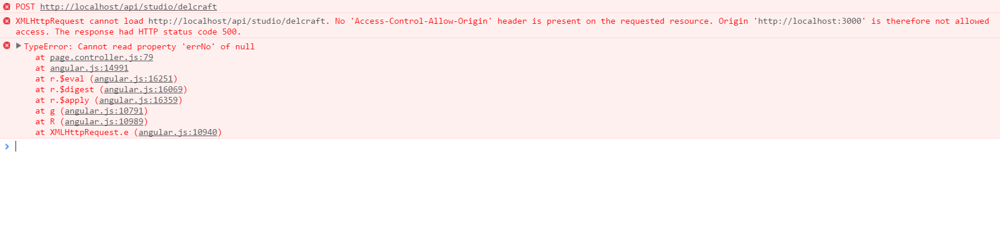 POST http://localhost/api/studio/delcraft
XMLHttpRequest cannot load http://localhost/api/studio/delcraft. No 'Access-Control-Allow-Origin' header is present on the requested resource. Origin 'http://localhost:3000' is therefore not allowed
access. The response had HTTP status code 500.
TypeError: Cannot read property 'errNo' of null
at page.controller.js:79
at angular.js:14991
at r.$eval (angular.js:16251)
at r.$digest (angular.js:16069)
at r.$apply (angular.js:16359)
at g (angular.js:10791)
at R (angular.js:10989)
at XMLHttpRequest.e (angular.js:10940)